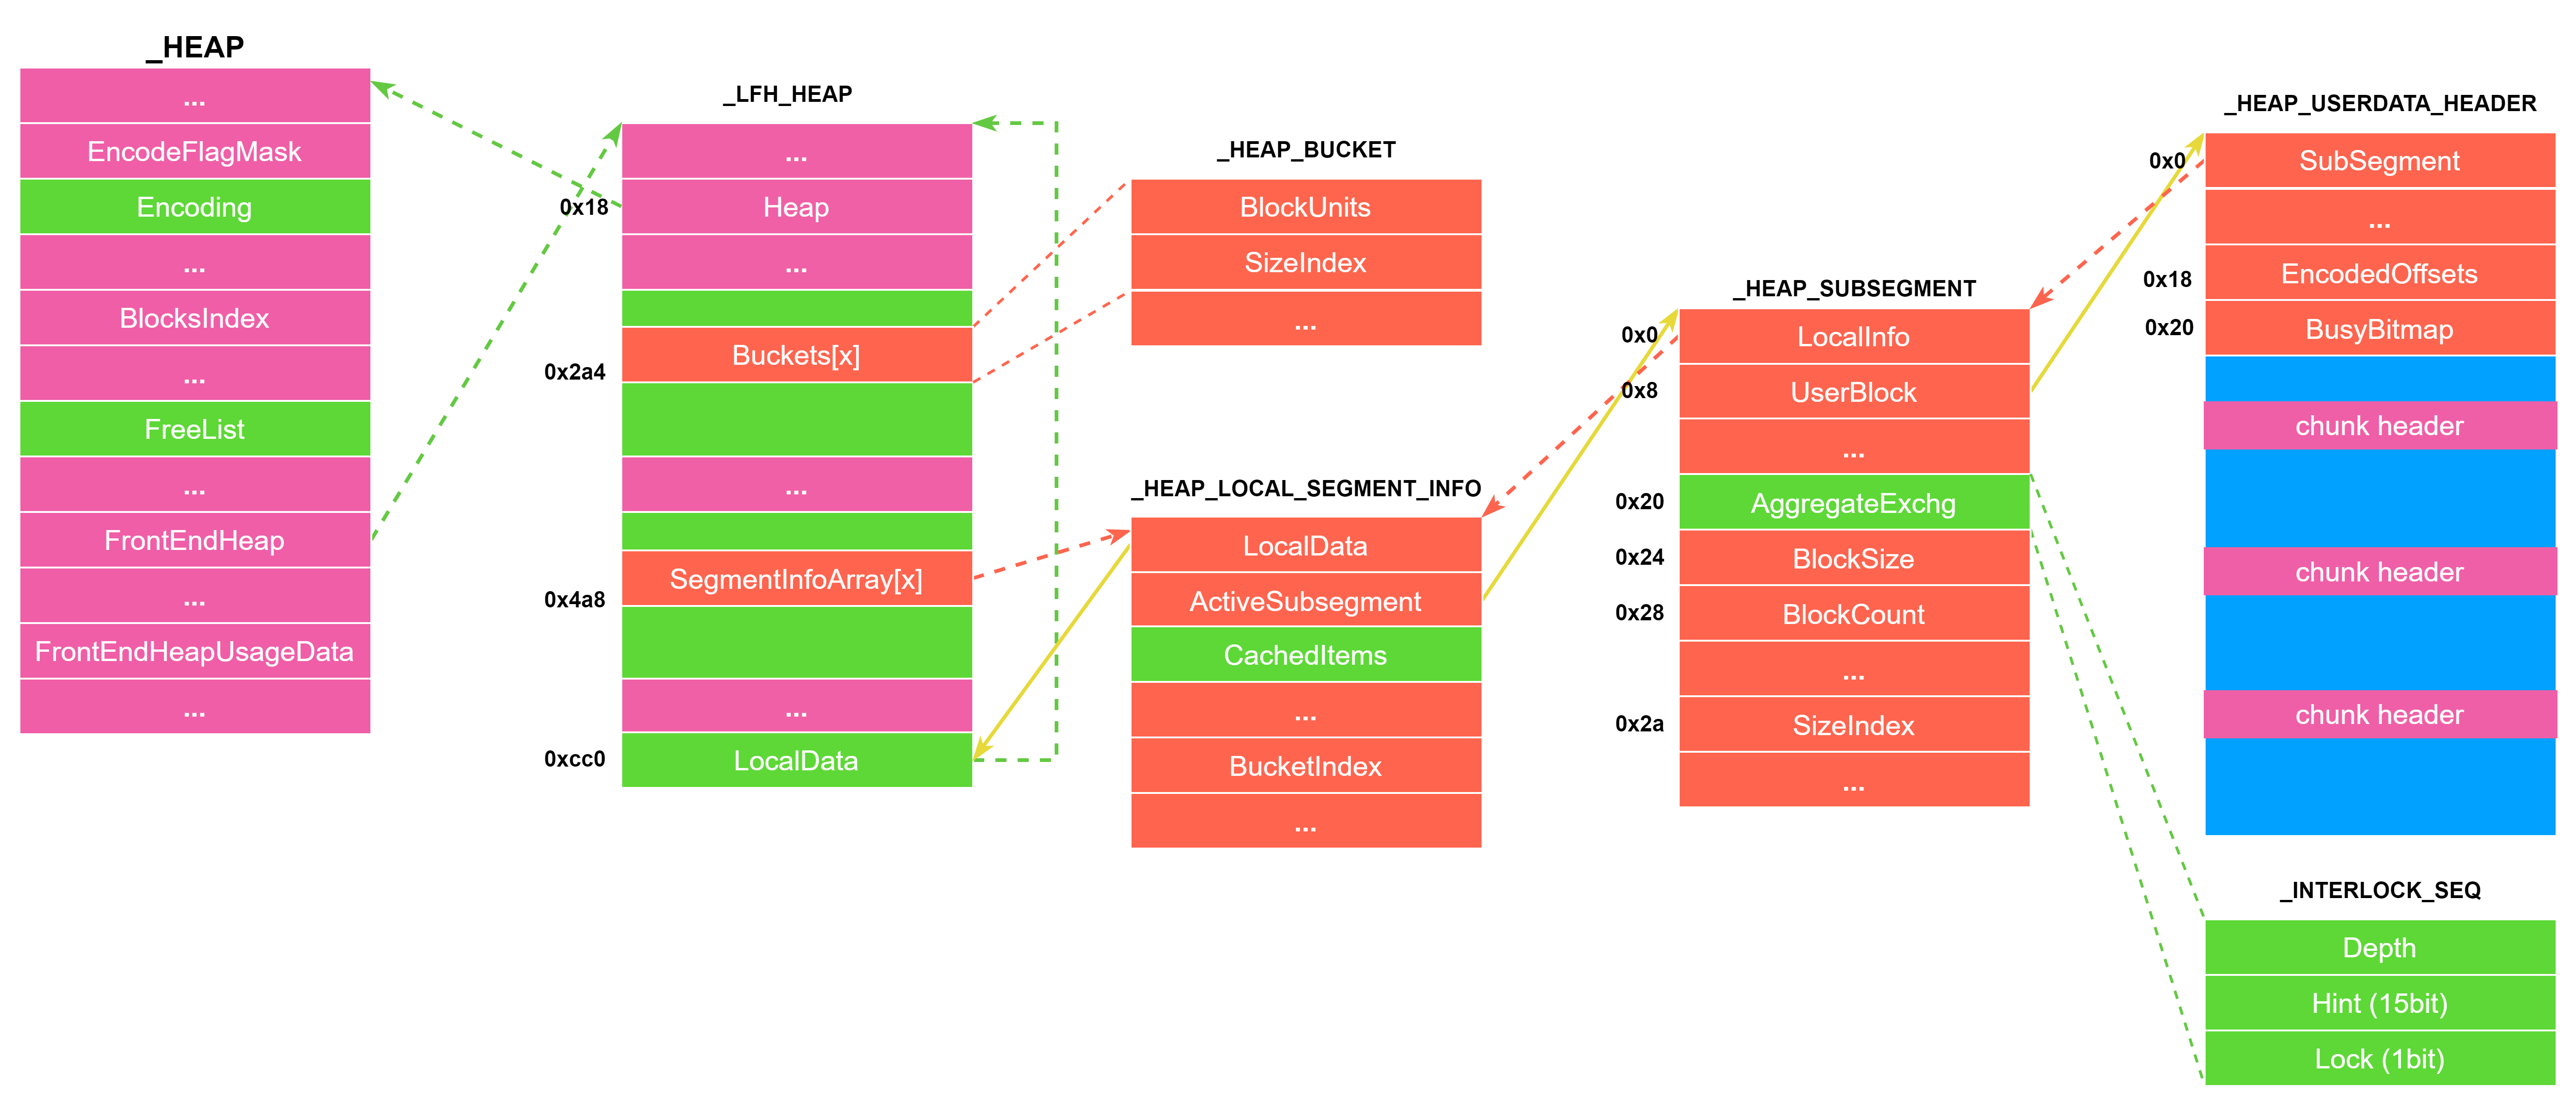 _HEAP
...
EncodeFlagMask
Encoding
...
BlocksIndex
...
FreeList
...
FrontEndHeap
...
FrontEndHeapUsageData
...
_LFH_HEAP
...
0x18
Heap
...
Buckets[x]
0x2a4
...
SegmentInfoArray[x]
0x4a8
...
0xcc0
LocalData
_HEAP_BUCKET
BlockUnits
SizeIndex
...
_HEAP_LOCAL_SEGMENT_INFO
LocalData
ActiveSubsegment
CachedItems
...
BucketIndex
...
_HEAP_SUBSEGMENT
0x0
LocalInfo
0x8
UserBlock
...
0x20
AggregateExchg
0x24
BlockSize
0x28
BlockCount
...
0x2a
SizeIndex
...
_HEAP_USERDATA_HEADER
0x0
SubSegment
...
0x18
EncodedOffsets
0x20
BusyBitmap
chunk header
chunk header
chunk header
_INTERLOCK_SEQ
Depth
Hint (15bit)
Lock (1bit)